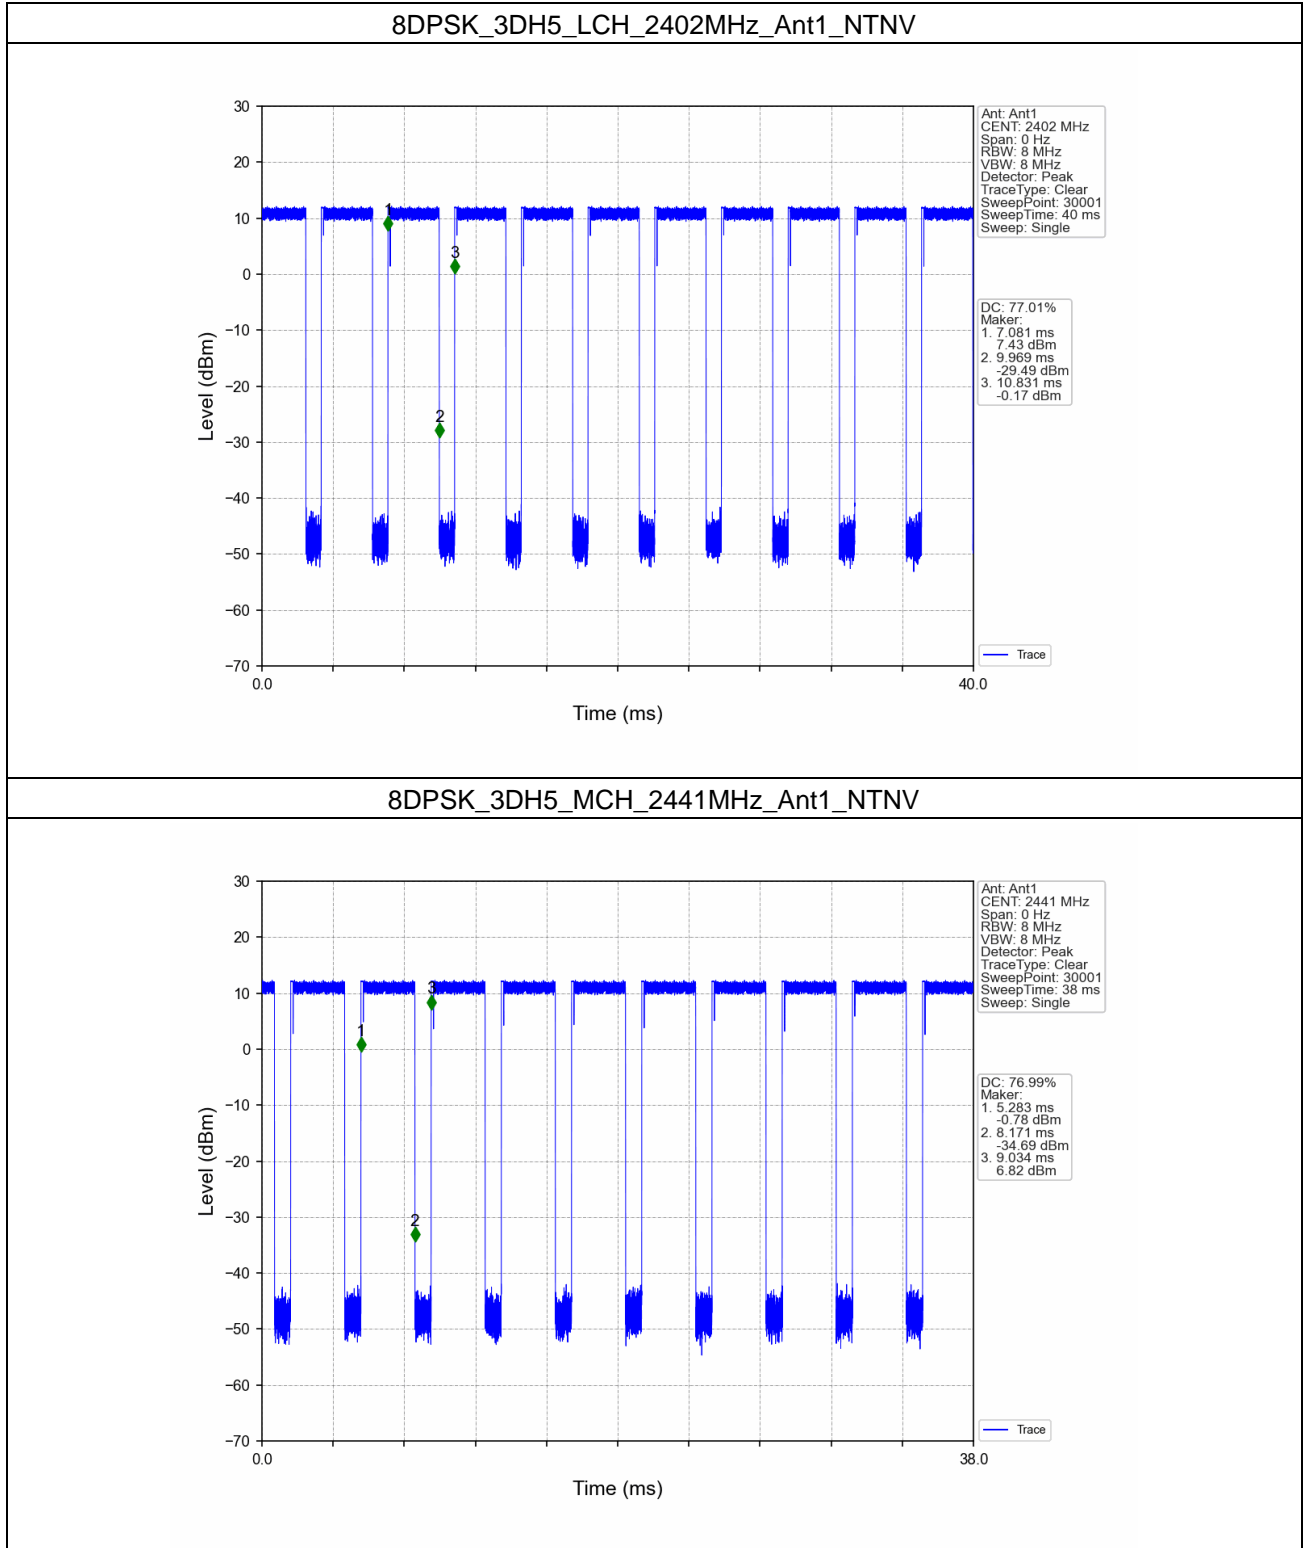 8DPSK_3DH5_LCH_2402MHz_Ant1_NTNV
30
20
10
0
−10
−20
−30
−40
−50
−60
−70
Level (dBm)
1
2
3
0.0
40.0
Time (ms)
Ant: Ant1
CENT: 2402 MHz
Span: 0 Hz
RBW: 8 MHz
VBW: 8 MHz
Detector: Peak
TraceType: Clear
SweepPoint: 30001
SweepTime: 40 ms
Sweep: Single
DC: 77.01%
Maker:
1. 7.081 ms
7.43 dBm
2. 9.969 ms
-29.49 dBm
3. 10.831 ms
-0.17 dBm
Trace
8DPSK_3DH5_MCH_2441MHz_Ant1_NTNV
30
20
10
0
−10
−20
−30
−40
−50
−60
−70
Level (dBm)
1
2
3
0.0
38.0
Time (ms)
Ant: Ant1
CENT: 2441 MHz
Span: 0 Hz
RBW: 8 MHz
VBW: 8 MHz
Detector: Peak
TraceType: Clear
SweepPoint: 30001
SweepTime: 38 ms
Sweep: Single
DC: 76.99%
Maker:
1. 5.283 ms
-0.78 dBm
2. 8.171 ms
-34.69 dBm
3. 9.034 ms
6.82 dBm
Trace